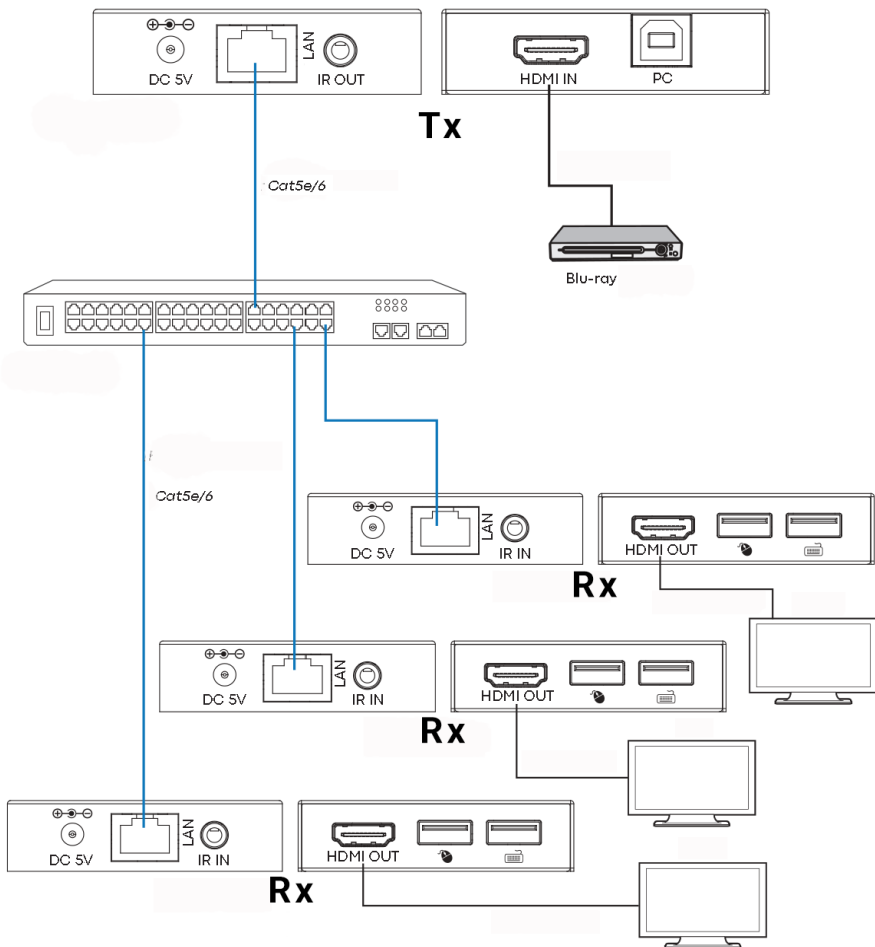 DC 5V
LAN
IR OUT
HDMI IN
PC
Tx
Cat5e/6
Blu-ray
Cat5e/6
DC 5V
LAN
IR IN
HDMI OUT
Rx
DC 5V
LAN
IR IN
HDMI OUT
Rx
DC 5V
LAN
IR IN
HDMI OUT
Rx